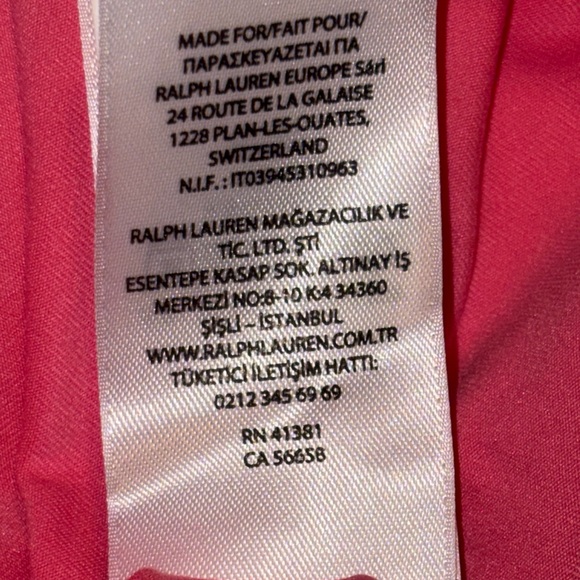 MADE FOR/FAIT POUR/
ΠΑΡΑΣΚΕΥΑΖΕΤΑΙ ΓΙΑ
RALPH LAUREN EUROPE Sárl
24 ROUTE DE LA GALAISE
1228 PLAN-LES-OUATES,
SWITZERLAND
N.I.F. : IT03945310963
RALPH LAUREN MAĞAZACILIK VE
TİC. LTD. ŞTİ
ESENTEPE KASAP SOK. ALTINAY İŞ
MERKEZİ NO:8-10 K:4 34360
ŞİŞLİ – İSTANBUL
WWW.RALPHLAUREN.COM.TR
TÜKETİCİ İLETİŞİM HATTI:
0212 345 69 69
RN 41381
CA 56658